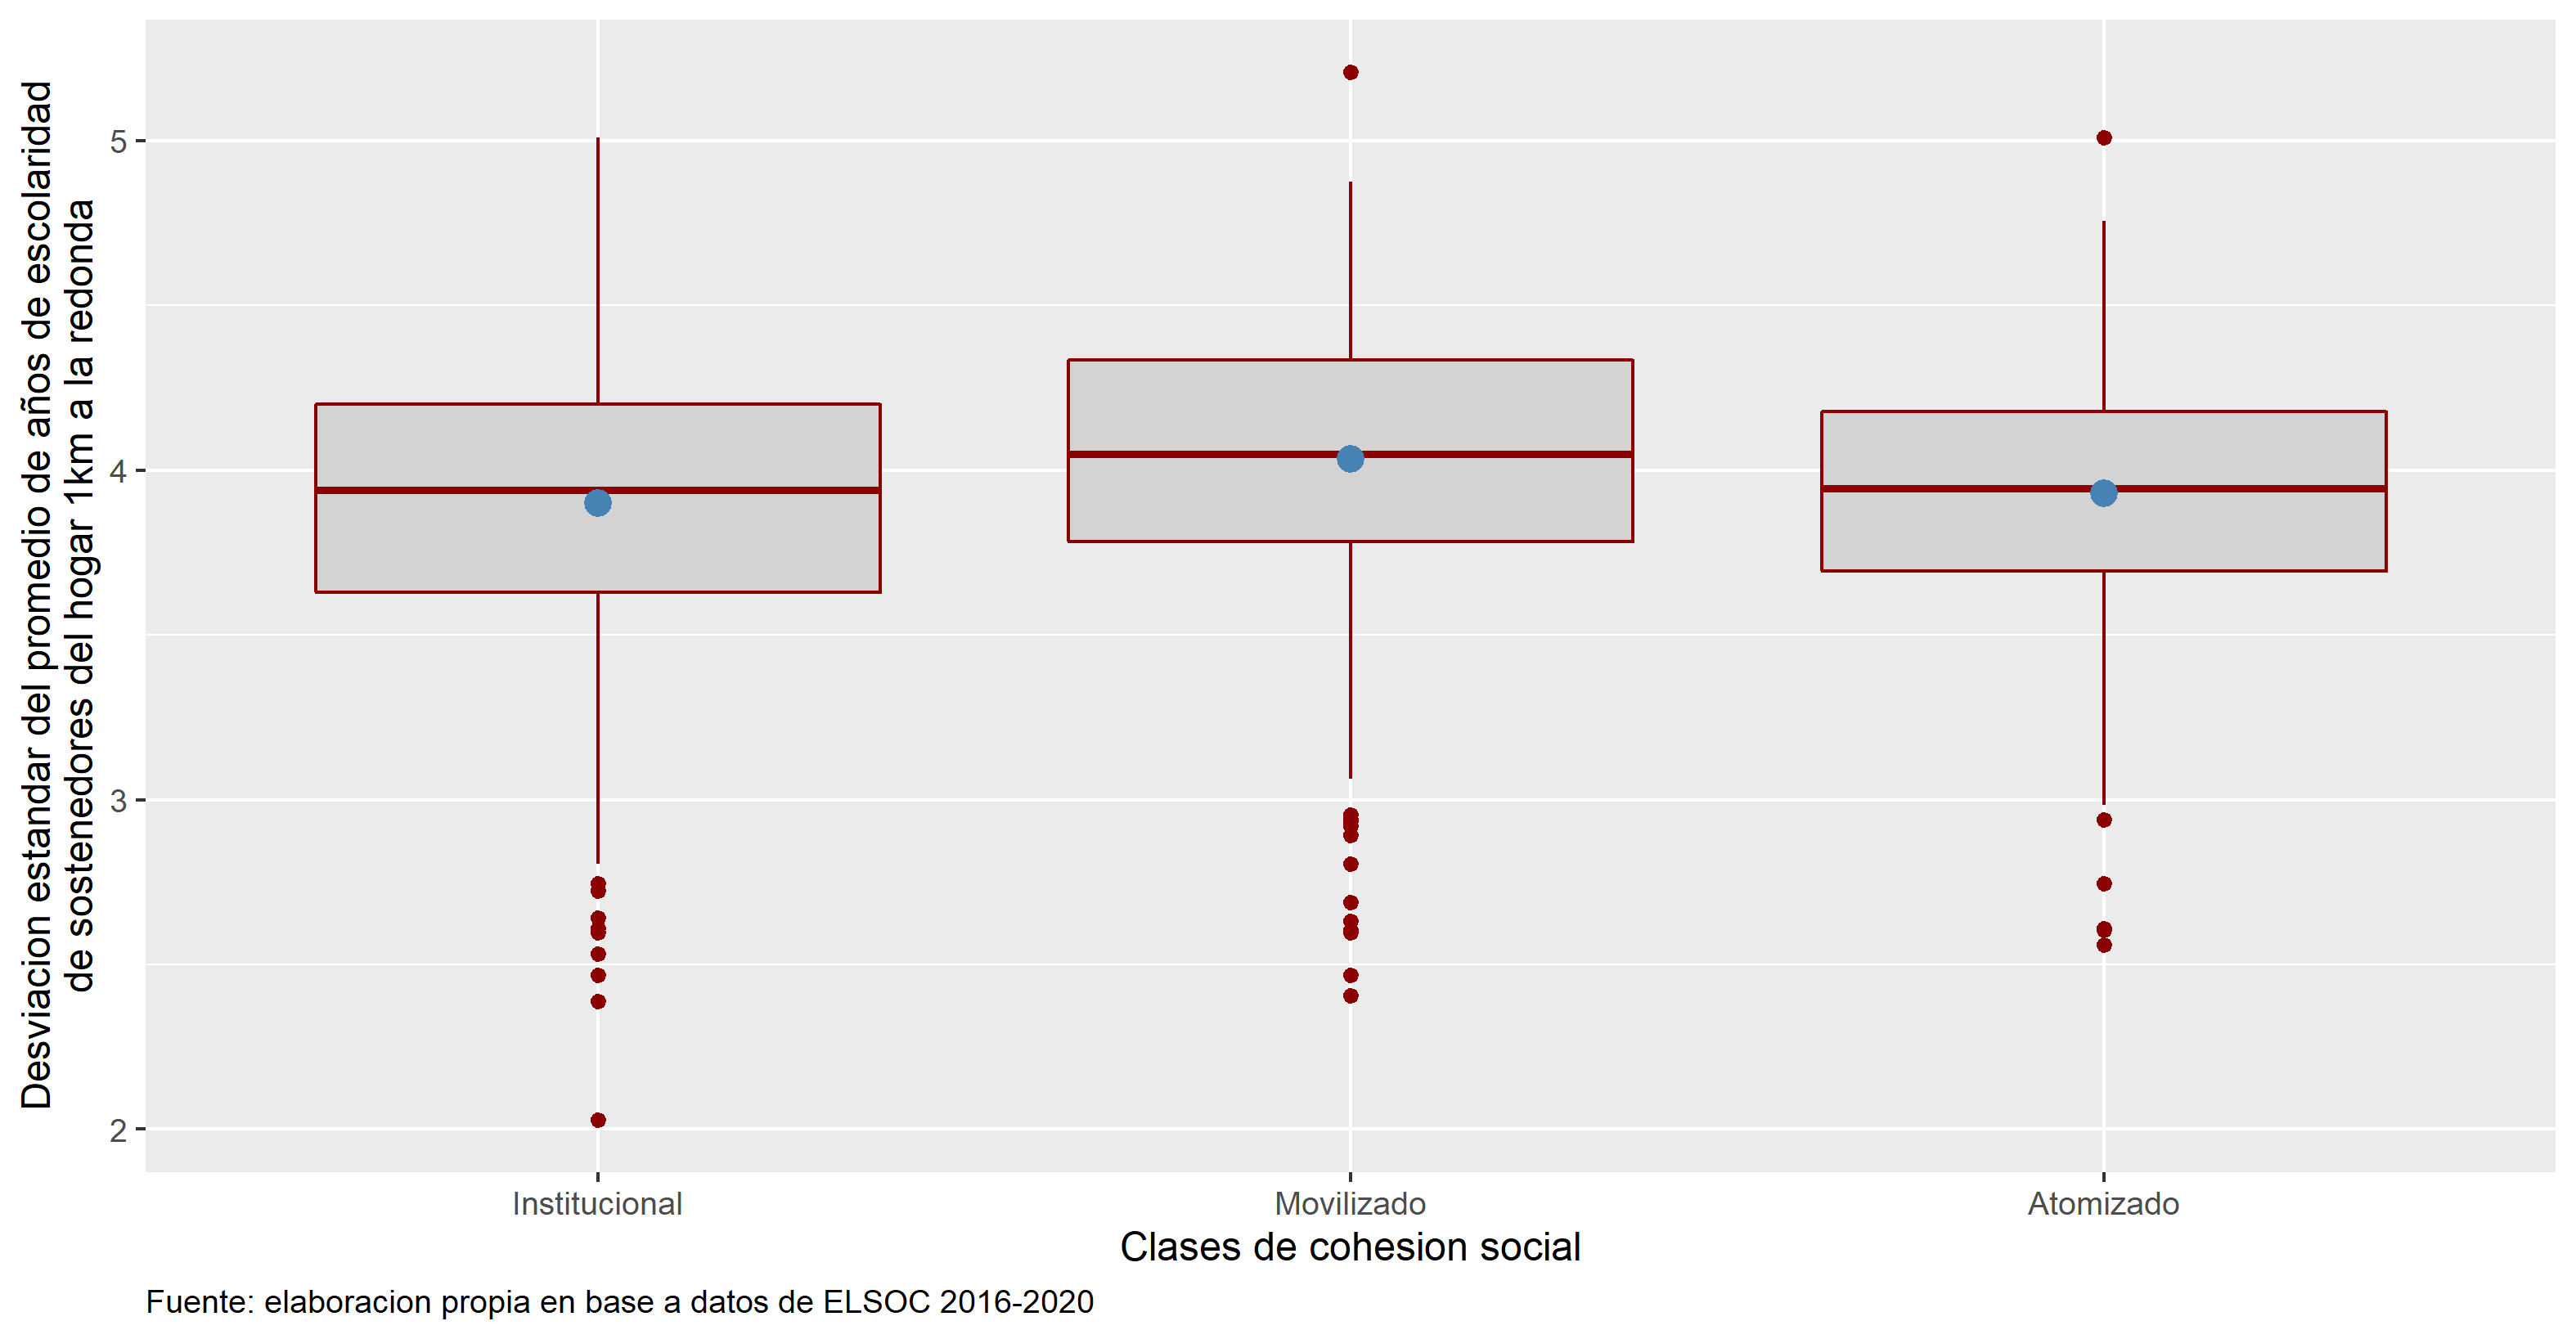 Desviacion estandar del promedio de años de escolaridad
de sostenedores del hogar 1km a la redonda
5
4
3
2
Institucional
Movilizado
Atomizado
Clases de cohesion social
Fuente: elaboracion propia en base a datos de ELSOC 2016-2020